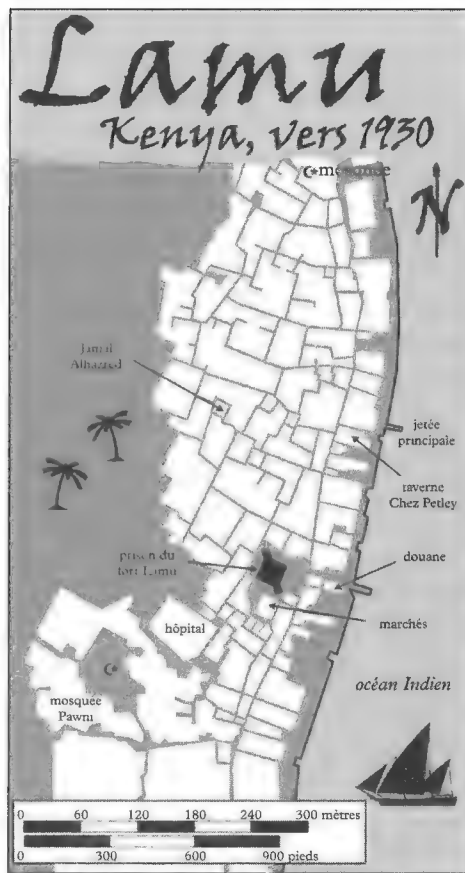 Lamu
Kenya, vers 1930
N
Jamal
Alhazred
jetée
principale
taverne
Chez Petley
prison du
fort Lamu
douane
hôpital
marchés
mosquée
Pawni
océan Indien
0 60 120 180 240 300 mètres
0 300 600 900 pieds